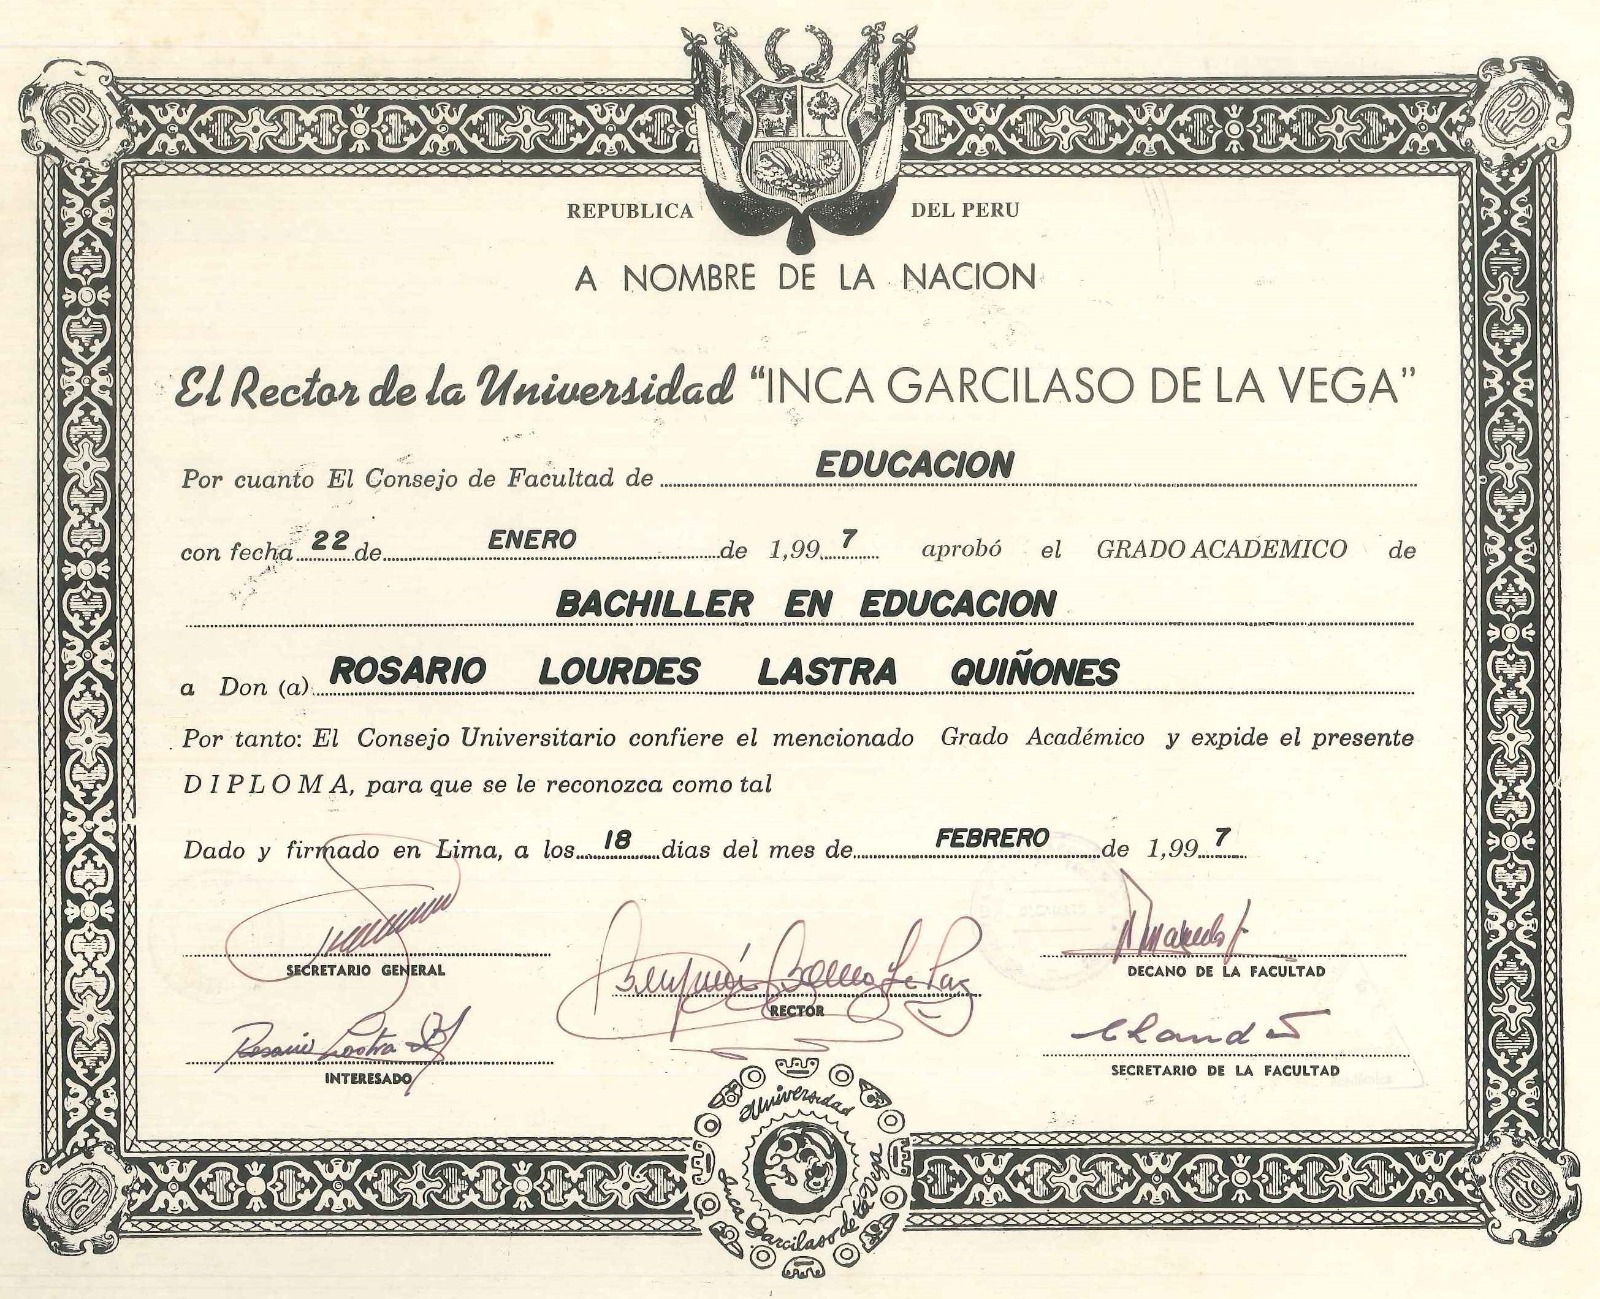 REPUBLICA DEL PERU
A NOMBRE DE LA NACION
El Rector de la Universidad "INCA GARCILASO DE LA VEGA"
Por cuanto El Consejo de Facultad de EDUCACION
con fecha 22 de ENERO de 1,997 aprobó el GRADO ACADEMICO de
BACHILLER EN EDUCACION
a Don (a) ROSARIO LOURDES LASTRA QUIÑONES
Por tanto: El Consejo Universitario confiere el mencionado Grado Académico y expide el presente
DIPLOMA, para que se le reconozca como tal
Dado y firmado en Lima, a los 18 días del mes de FEBRERO de 1,997
SECRETARIO GENERAL
DECANO DE LA FACULTAD
RECTOR
Rosario Lastra
INTERESADO
SECRETARIO DE LA FACULTAD
Universidad
Inca Garcilaso de la Vega